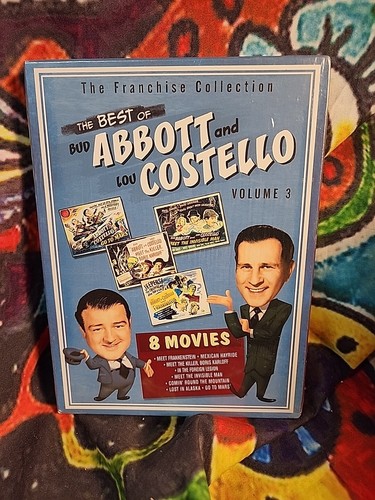 The Franchise Collection
THE BEST OF
BUD ABBOTT and
LOU COSTELLO
VOLUME 3
8 MOVIES
• MEET FRANKENSTEIN • MEXICAN HAYRIDE
• MEET THE KILLER, BORIS KARLOFF
• IN THE FOREIGN LEGION
• MEET THE INVISIBLE MAN
• COMIN' ROUND THE MOUNTAIN
• LOST IN ALASKA • GO TO MARS